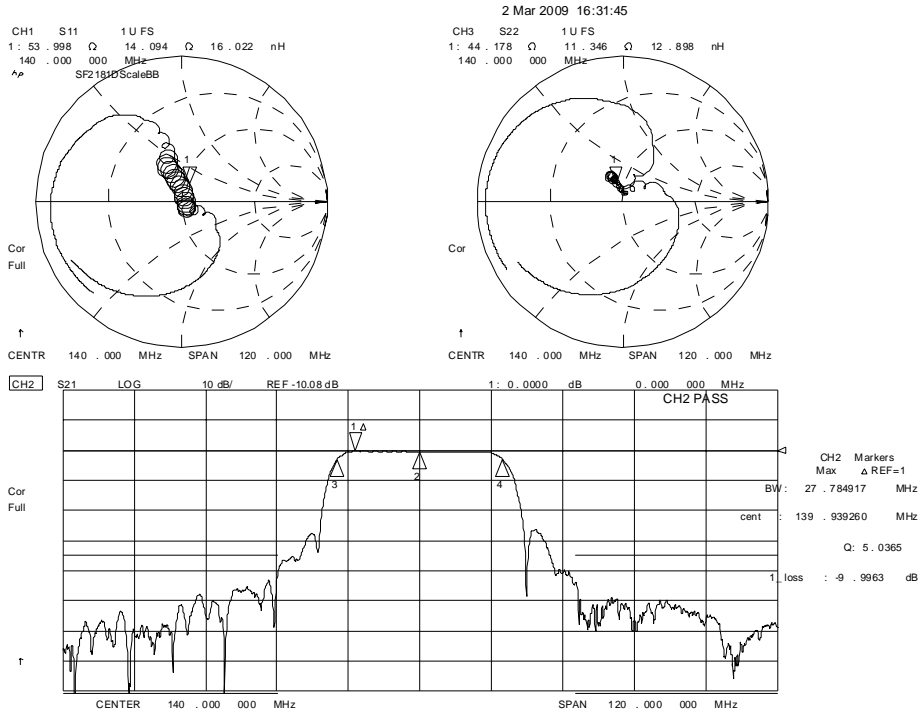 2 Mar 2009 16:31:45
CH1 S11 1 U FS
1 : 53 .998 Ω 14 .094 Ω 16 .022 nH
140 .000 000 MHz
hp SF2181DScaleBB
Cor
Full
↑
CENTR 140 .000 MHz SPAN 120 .000 MHz
1
CH3 S22 1 U FS
1 : 44 .178 Ω 11 .346 Ω 12 .898 nH
140 .000 000 MHz
Cor
↑
CENTR 140 .000 MHz SPAN 120 .000 MHz
1
CH2 S21 LOG 10 dB/ REF -10.08 dB 1 : 0.0000 dB 0.000 000 MHz
CH2 PASS
1 Δ
3
2
4
Cor
Full
↑
CENTER 140 .000 000 MHz SPAN 120 .000 000 MHz
CH2 Markers
Max Δ REF=1
BW : 27 .784917 MHz
cent : 139 .939260 MHz
Q: 5.0365
1_ loss : -9 .9963 dB